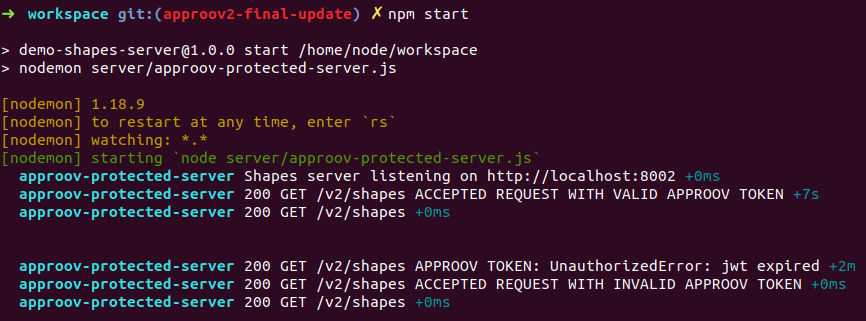 ➜ workspace git:(approov2-final-update) ✗ npm start
> demo-shapes-server@1.0.0 start /home/node/workspace
> nodemon server/approov-protected-server.js
[nodemon] 1.18.9
[nodemon] to restart at any time, enter `rs`
[nodemon] watching: *.*
[nodemon] starting `node server/approov-protected-server.js`
approov-protected-server Shapes server listening on http://localhost:8002 +0ms
approov-protected-server 200 GET /v2/shapes ACCEPTED REQUEST WITH VALID APPROOV TOKEN +7s
approov-protected-server 200 GET /v2/shapes +0ms
approov-protected-server 200 GET /v2/shapes APPROOV TOKEN: UnauthorizedError: jwt expired +2m
approov-protected-server 200 GET /v2/shapes ACCEPTED REQUEST WITH INVALID APPROOV TOKEN +0ms
approov-protected-server 200 GET /v2/shapes +0ms